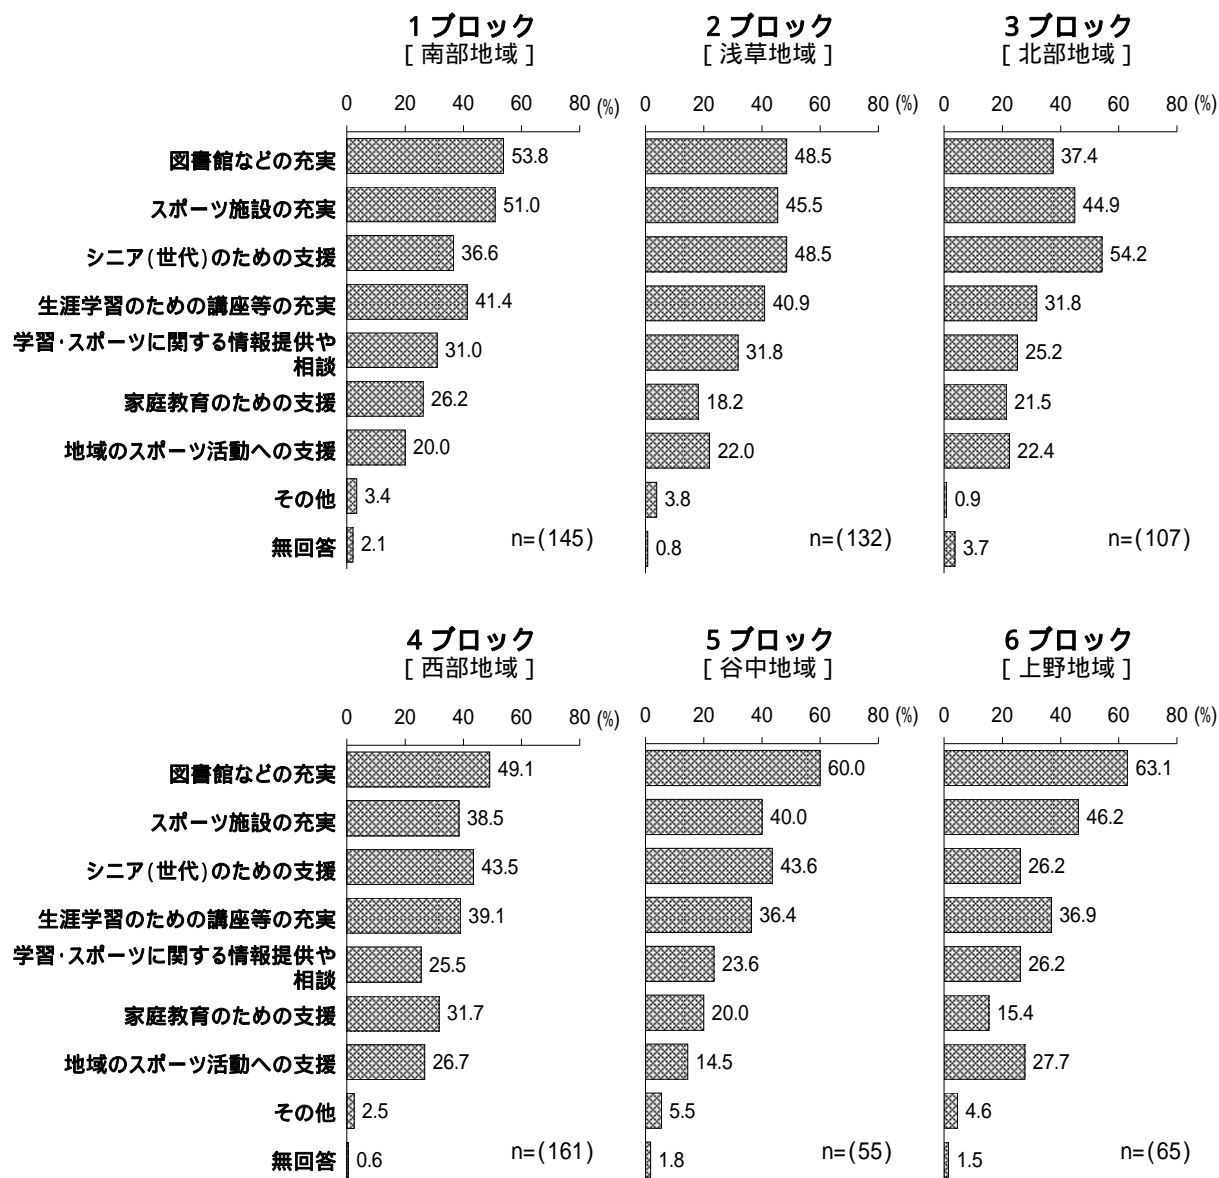 1 ブロック
[ 南部地域 ]
2 ブロック
[ 浅草地域 ]
3 ブロック
[ 北部地域 ]
0 20 40 60 80 (%)
0 20 40 60 80 (%)
0 20 40 60 80 (%)
図書館などの充実 53.8 48.5 37.4
スポーツ施設の充実 51.0 45.5 44.9
シニア(世代)のための支援 36.6 48.5 54.2
生涯学習のための講座等の充実 41.4 40.9 31.8
学習・スポーツに関する情報提供や
相談 31.0 31.8 25.2
家庭教育のための支援 26.2 18.2 21.5
地域のスポーツ活動への支援 20.0 22.0 22.4
その他 3.4 3.8 0.9
無回答 2.1 n=(145) 0.8 n=(132) 3.7 n=(107)
4 ブロック
[ 西部地域 ]
5 ブロック
[ 谷中地域 ]
6 ブロック
[ 上野地域 ]
0 20 40 60 80 (%)
0 20 40 60 80 (%)
0 20 40 60 80 (%)
図書館などの充実 49.1 60.0 63.1
スポーツ施設の充実 38.5 40.0 46.2
シニア(世代)のための支援 43.5 43.6 26.2
生涯学習のための講座等の充実 39.1 36.4 36.9
学習・スポーツに関する情報提供や
相談 25.5 23.6 26.2
家庭教育のための支援 31.7 20.0 15.4
地域のスポーツ活動への支援 26.7 14.5 27.7
その他 2.5 5.5 4.6
無回答 0.6 n=(161) 1.8 n=(55) 1.5 n=(65)